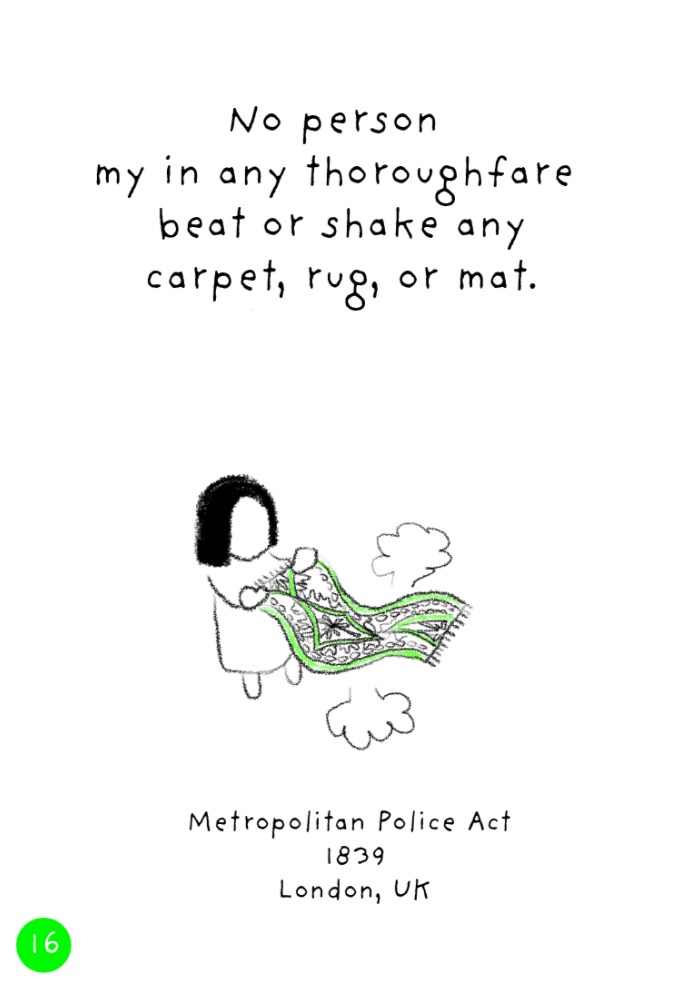 No person
my in any thoroughfare
beat or shake any
carpet, rug, or mat.
Metropolitan Police Act
1839
London, UK
16